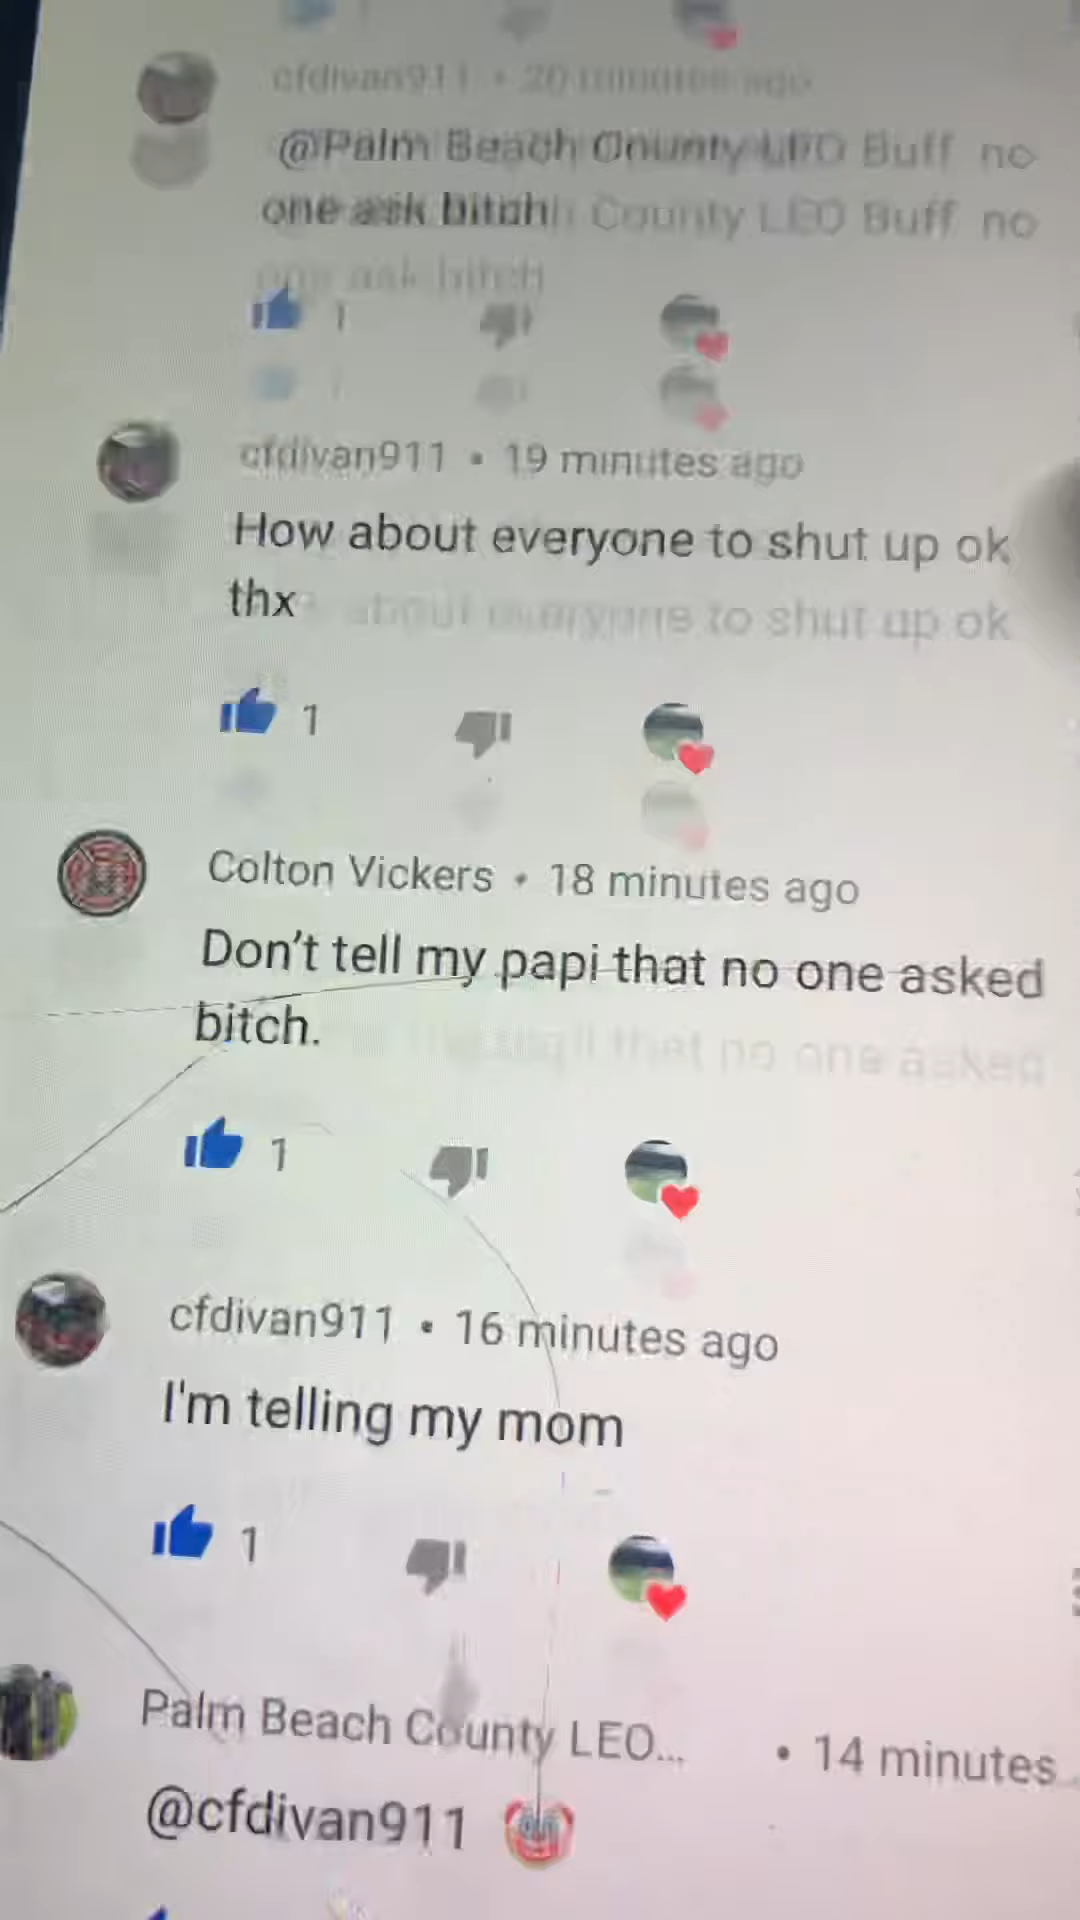 cfdivan911 • 20 minutes ago
@Palm Beach County LEO Buff no
one ask bitch
1
cfdivan911 • 19 minutes ago
How about everyone to shut up ok
thx
1
Colton Vickers • 18 minutes ago
Don't tell my papi that no one asked
bitch.
1
cfdivan911 • 16 minutes ago
I'm telling my mom
1
Palm Beach County LEO... • 14 minutes...
@cfdivan911 🤡